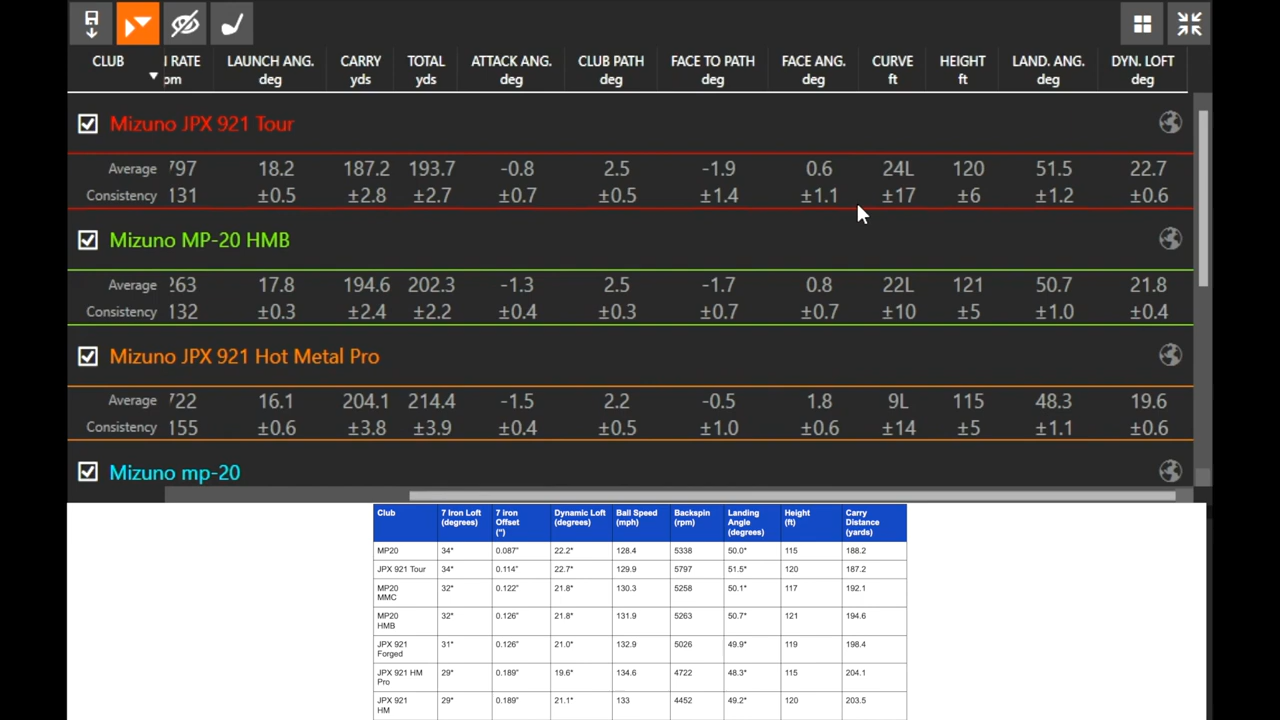 CLUB I RATE LAUNCH ANG. CARRY TOTAL ATTACK ANG. CLUB PATH FACE TO PATH FACE ANG. CURVE HEIGHT LAND. ANG. DYN. LOFT
pm deg yds yds deg deg deg deg ft ft deg deg
Mizuno JPX 921 Tour
Average 797 18.2 187.2 193.7 -0.8 2.5 -1.9 0.6 24L 120 51.5 22.7
Consistency 131 ±0.5 ±2.8 ±2.7 ±0.7 ±0.5 ±1.4 ±1.1 ±17 ±6 ±1.2 ±0.6
Mizuno MP-20 HMB
Average 263 17.8 194.6 202.3 -1.3 2.5 -1.7 0.8 22L 121 50.7 21.8
Consistency 132 ±0.3 ±2.4 ±2.2 ±0.4 ±0.3 ±0.7 ±0.7 ±10 ±5 ±1.0 ±0.4
Mizuno JPX 921 Hot Metal Pro
Average 722 16.1 204.1 214.4 -1.5 2.2 -0.5 1.8 9L 115 48.3 19.6
Consistency 155 ±0.6 ±3.8 ±3.9 ±0.4 ±0.5 ±1.0 ±0.6 ±14 ±5 ±1.1 ±0.6
Mizuno mp-20
Club 7 Iron Loft 7 Iron Dynamic Loft Ball Speed Backspin Landing Height Carry
(degrees) Offset (degrees) (mph) (rpm) Angle (ft) Distance
(") (degrees) (yards)
MP20 34° 0.087" 22.2° 128.4 5338 50.0° 115 188.2
JPX 921 Tour 34° 0.114" 22.7° 129.9 5797 51.5° 120 187.2
MP20 32° 0.122" 21.8° 130.3 5258 50.1° 117 192.1
MMC
MP20 32° 0.126" 21.8° 131.9 5263 50.7° 121 194.6
HMB
JPX 921 31° 0.126" 21.0° 132.9 5026 49.9° 119 198.4
Forged
JPX 921 HM 29° 0.189" 19.6° 134.6 4722 48.3° 115 204.1
Pro
JPX 921 29° 0.189" 21.1° 133 4452 49.2° 120 203.5
HM